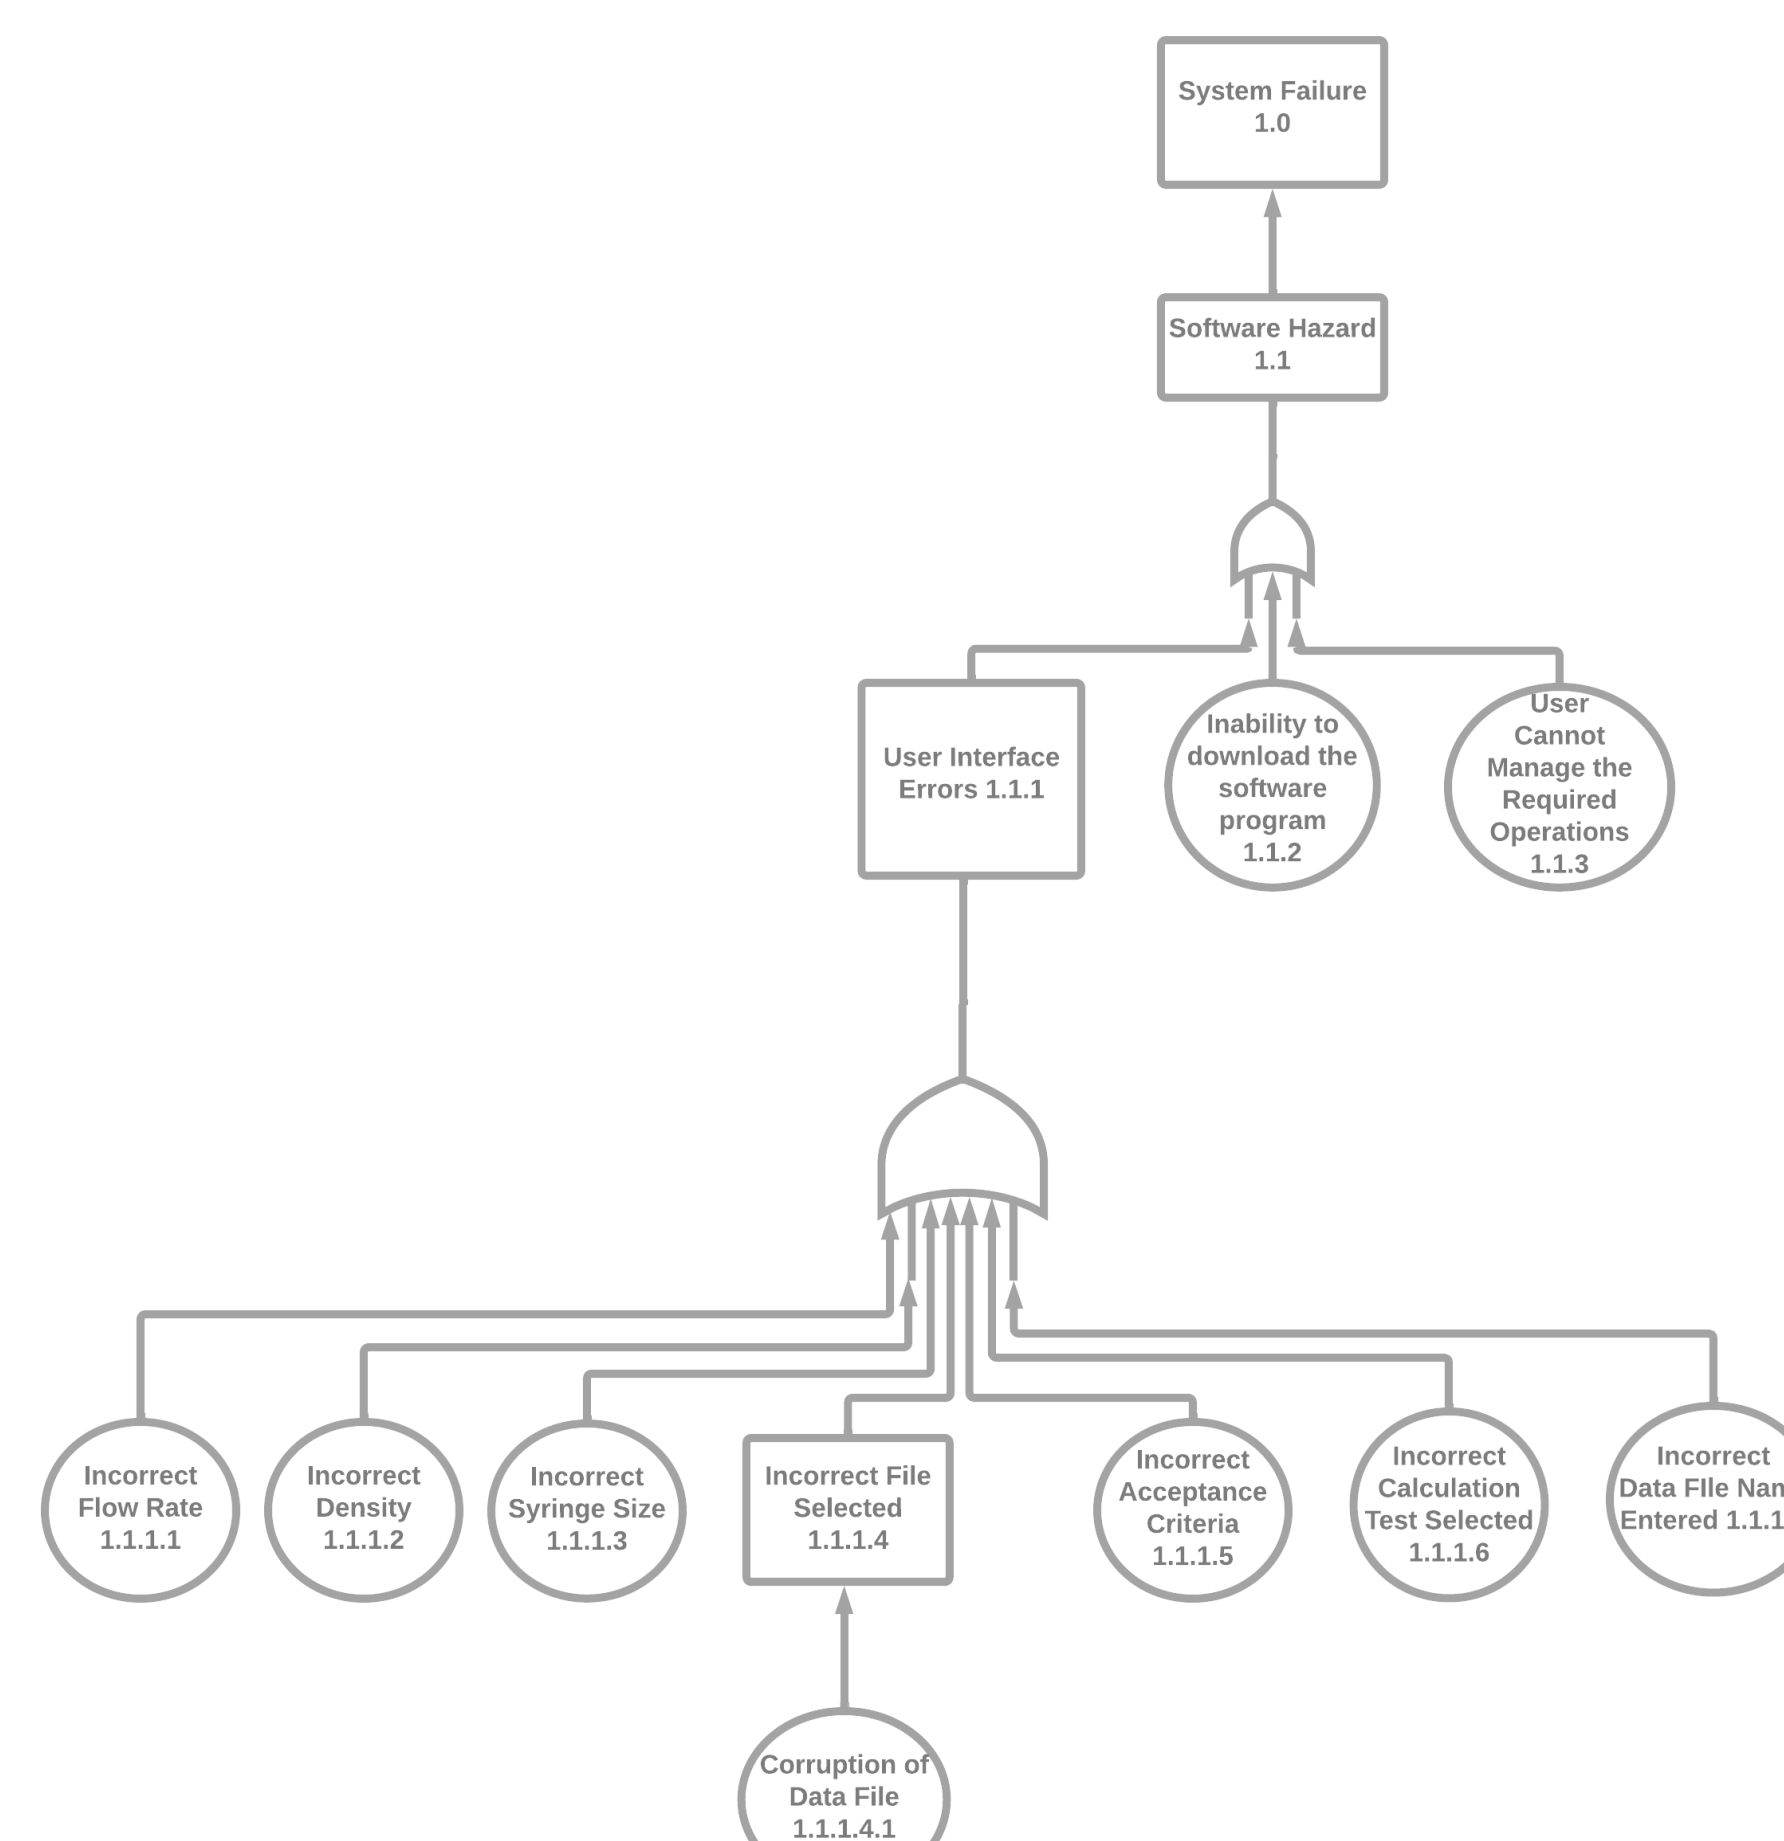 System Failure
1.0
Software Hazard
1.1
User Interface
Errors 1.1.1
Inability to
download the
software
program
1.1.2
User
Cannot
Manage the
Required
Operations
1.1.3
Incorrect
Flow Rate
1.1.1.1
Incorrect
Density
1.1.1.2
Incorrect
Syringe Size
1.1.1.3
Incorrect File
Selected
1.1.1.4
Incorrect
Acceptance
Criteria
1.1.1.5
Incorrect
Calculation
Test Selected
1.1.1.6
Incorrect
Data FIle
Entered
Corruption of
Data File
1.1.1.4.1